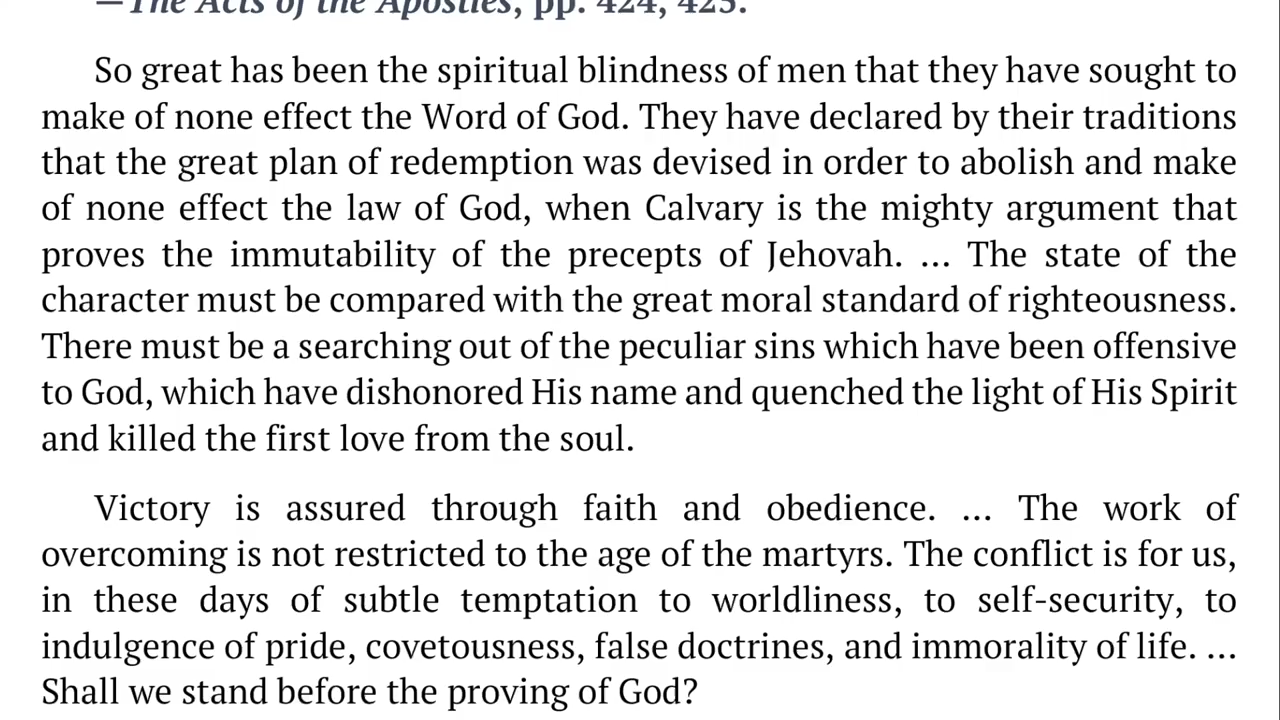 —The Acts of the Apostles, pp. 424, 425.
So great has been the spiritual blindness of men that they have sought to
make of none effect the Word of God. They have declared by their traditions
that the great plan of redemption was devised in order to abolish and make
of none effect the law of God, when Calvary is the mighty argument that
proves the immutability of the precepts of Jehovah. ... The state of the
character must be compared with the great moral standard of righteousness.
There must be a searching out of the peculiar sins which have been offensive
to God, which have dishonored His name and quenched the light of His Spirit
and killed the first love from the soul.
Victory is assured through faith and obedience. ... The work of
overcoming is not restricted to the age of the martyrs. The conflict is for us,
in these days of subtle temptation to worldliness, to self-security, to
indulgence of pride, covetousness, false doctrines, and immorality of life. ...
Shall we stand before the proving of God?